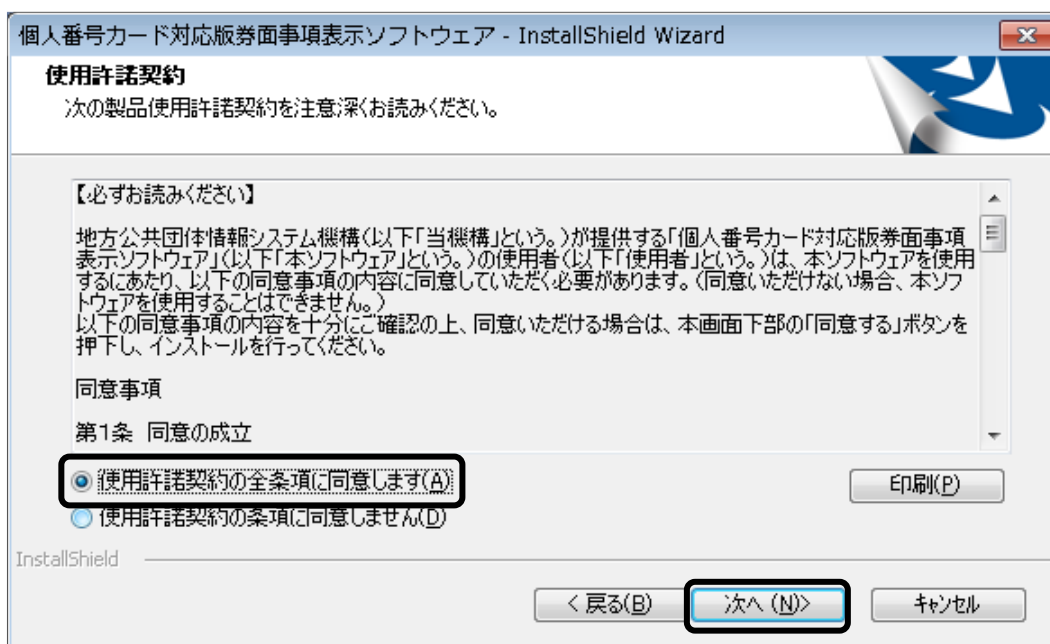 個人番号カード対応版券面事項表示ソフトウェア - InstallShield Wizard
使用許諾契約
次の製品使用許諾契約を注意深くお読みください。
【必ずお読みください】
地方公共団体情報システム機構（以下「当機構」という。）が提供する「個人番号カード対応版券面事項
表示ソフトウェア」（以下「本ソフトウェア」という。）の使用者（以下「使用者」という。）は、本ソフトウェアを使用
するにあたり、以下の同意事項の内容に同意していただく必要があります。（同意いただけない場合、本ソフ
トウェアを使用することはできません。）
以下の同意事項の内容を十分にご確認の上、同意いただける場合は、本画面下部の「同意する」ボタンを
押下し、インストールを行ってください。
同意事項
第1条 同意の成立
使用許諾契約の全条項に同意します(A)
印刷(P)
使用許諾契約の条項に同意しません(D)
InstallShield
< 戻る(B)
次へ (N)>
キャンセル